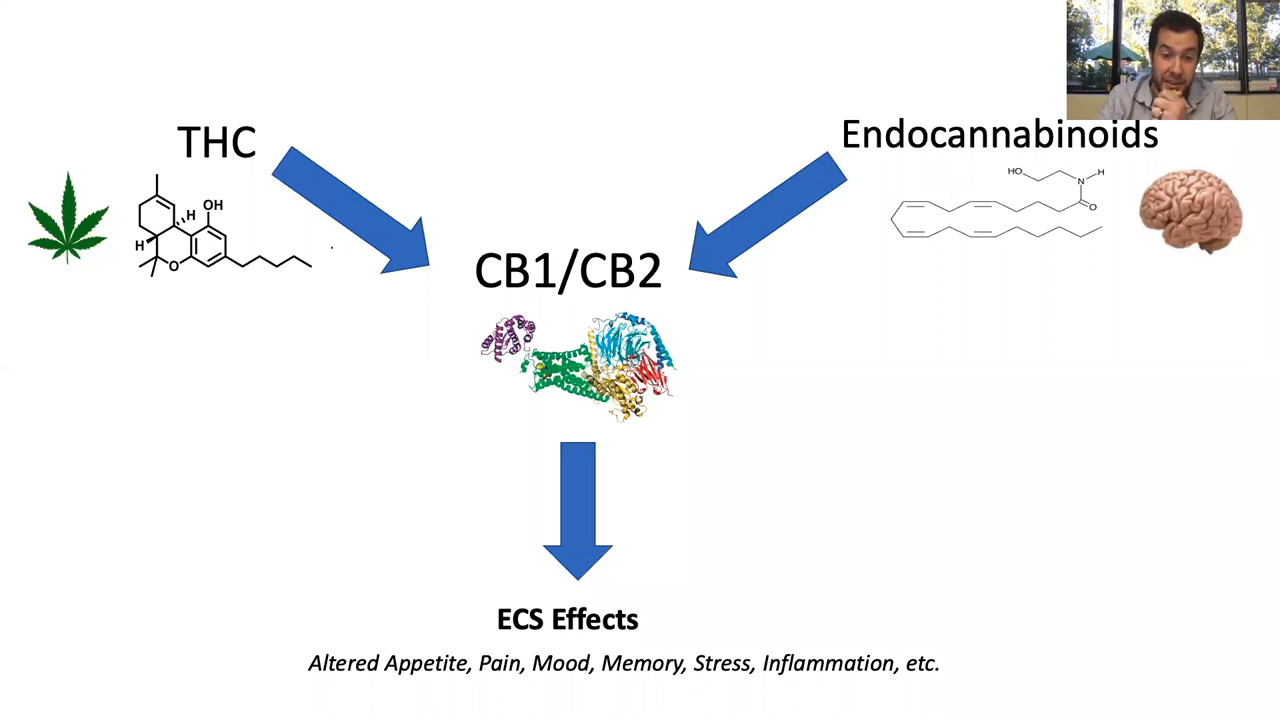 THC
Endocannabinoids
OH
H
H
O
HO
N
H
O
CB1/CB2
ECS Effects
Altered Appetite, Pain, Mood, Memory, Stress, Inflammation, etc.